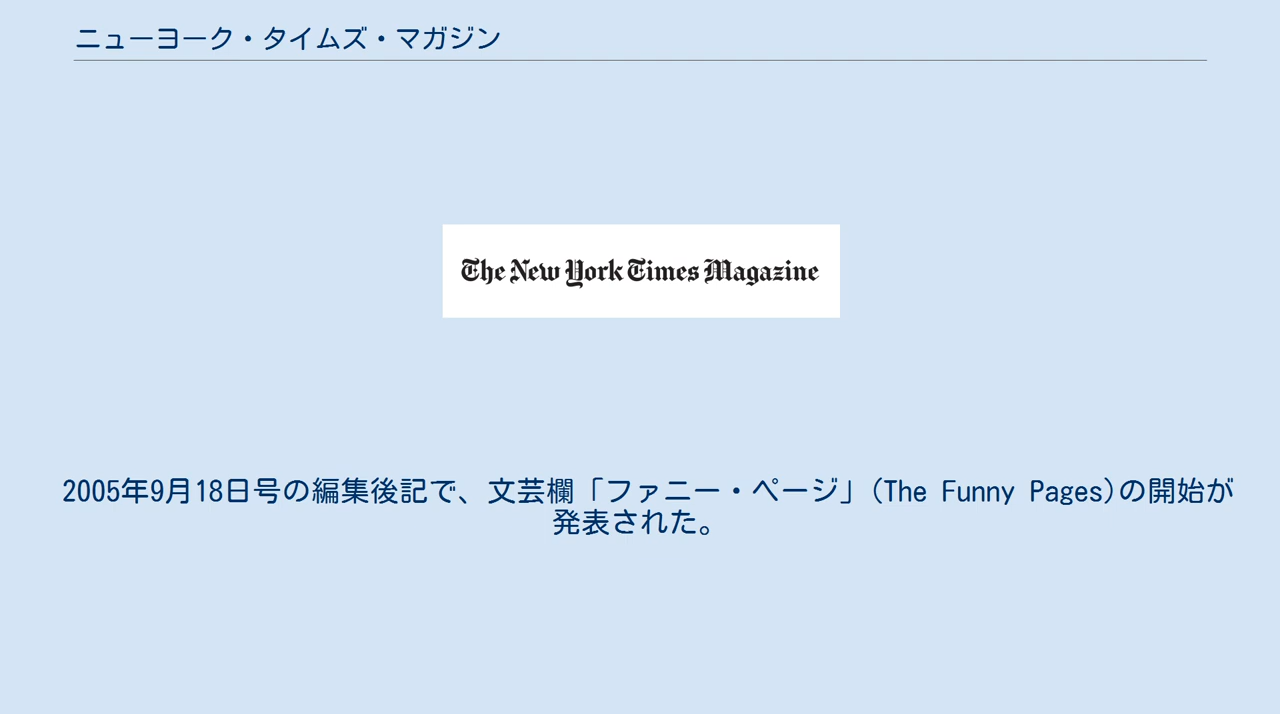 ニューヨーク・タイムズ・マガジン
The New York Times Magazine
2005年9月18日号の編集後記で、文芸欄「ファニー・ページ」(The Funny Pages)の開始が
発表された。